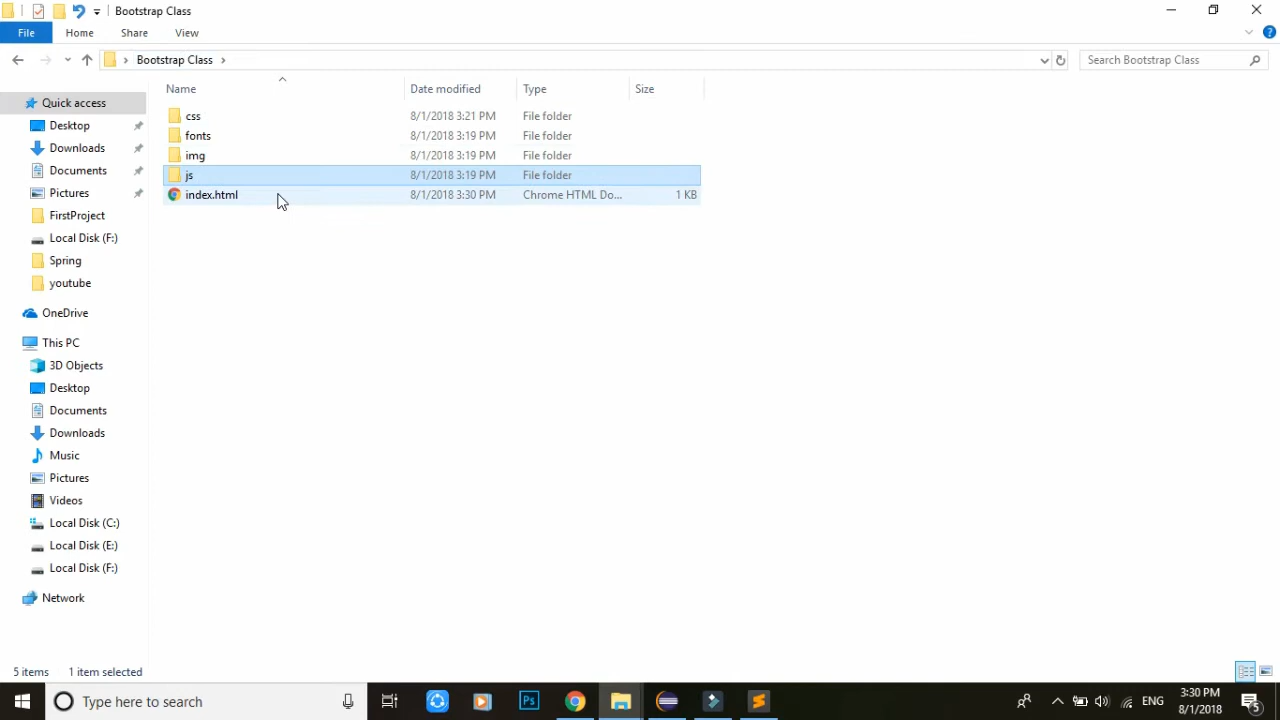 Bootstrap Class
File Home Share View
Bootstrap Class
Search Bootstrap Class
Name Date modified Type Size
css 8/1/2018 3:21 PM File folder
fonts 8/1/2018 3:19 PM File folder
img 8/1/2018 3:19 PM File folder
js 8/1/2018 3:19 PM File folder
index.html 8/1/2018 3:30 PM Chrome HTML Do... 1 KB
Quick access
Desktop
Downloads
Documents
Pictures
FirstProject
Local Disk (F:)
Spring
youtube
OneDrive
This PC
3D Objects
Desktop
Documents
Downloads
Music
Pictures
Videos
Local Disk (C:)
Local Disk (E:)
Local Disk (F:)
Network
5 items 1 item selected
Type here to search
Ps
ENG
3:30 PM
8/1/2018
5